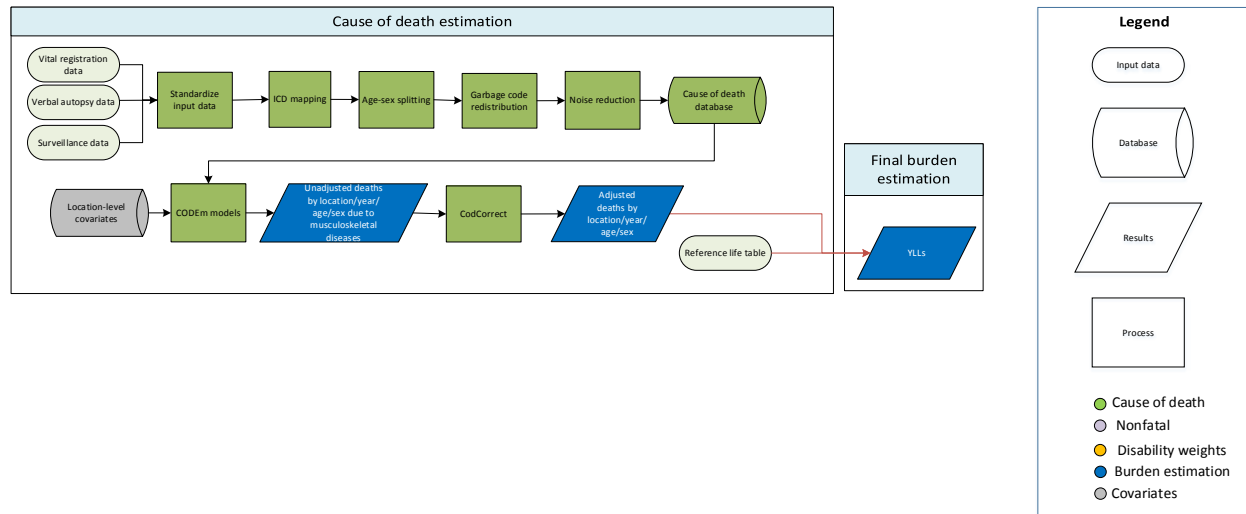 Cause of death estimation
Vital registration
data
Verbal autopsy data
Surveillance data
Standardize
input data
ICD mapping
Age-sex splitting
Garbage code
redistribution
Noise reduction
Cause of death
database
Location-level
covariates
CODEm models
Unadjusted deaths
by location/year/
age/sex due to
musculoskeletal
diseases
CodCorrect
Adjusted
deaths by
location/year/
age/sex
Reference life table
Final burden
estimation
YLLs
Legend
Input data
Database
Results
Process
Cause of death
Nonfatal
Disability weights
Burden estimation
Covariates